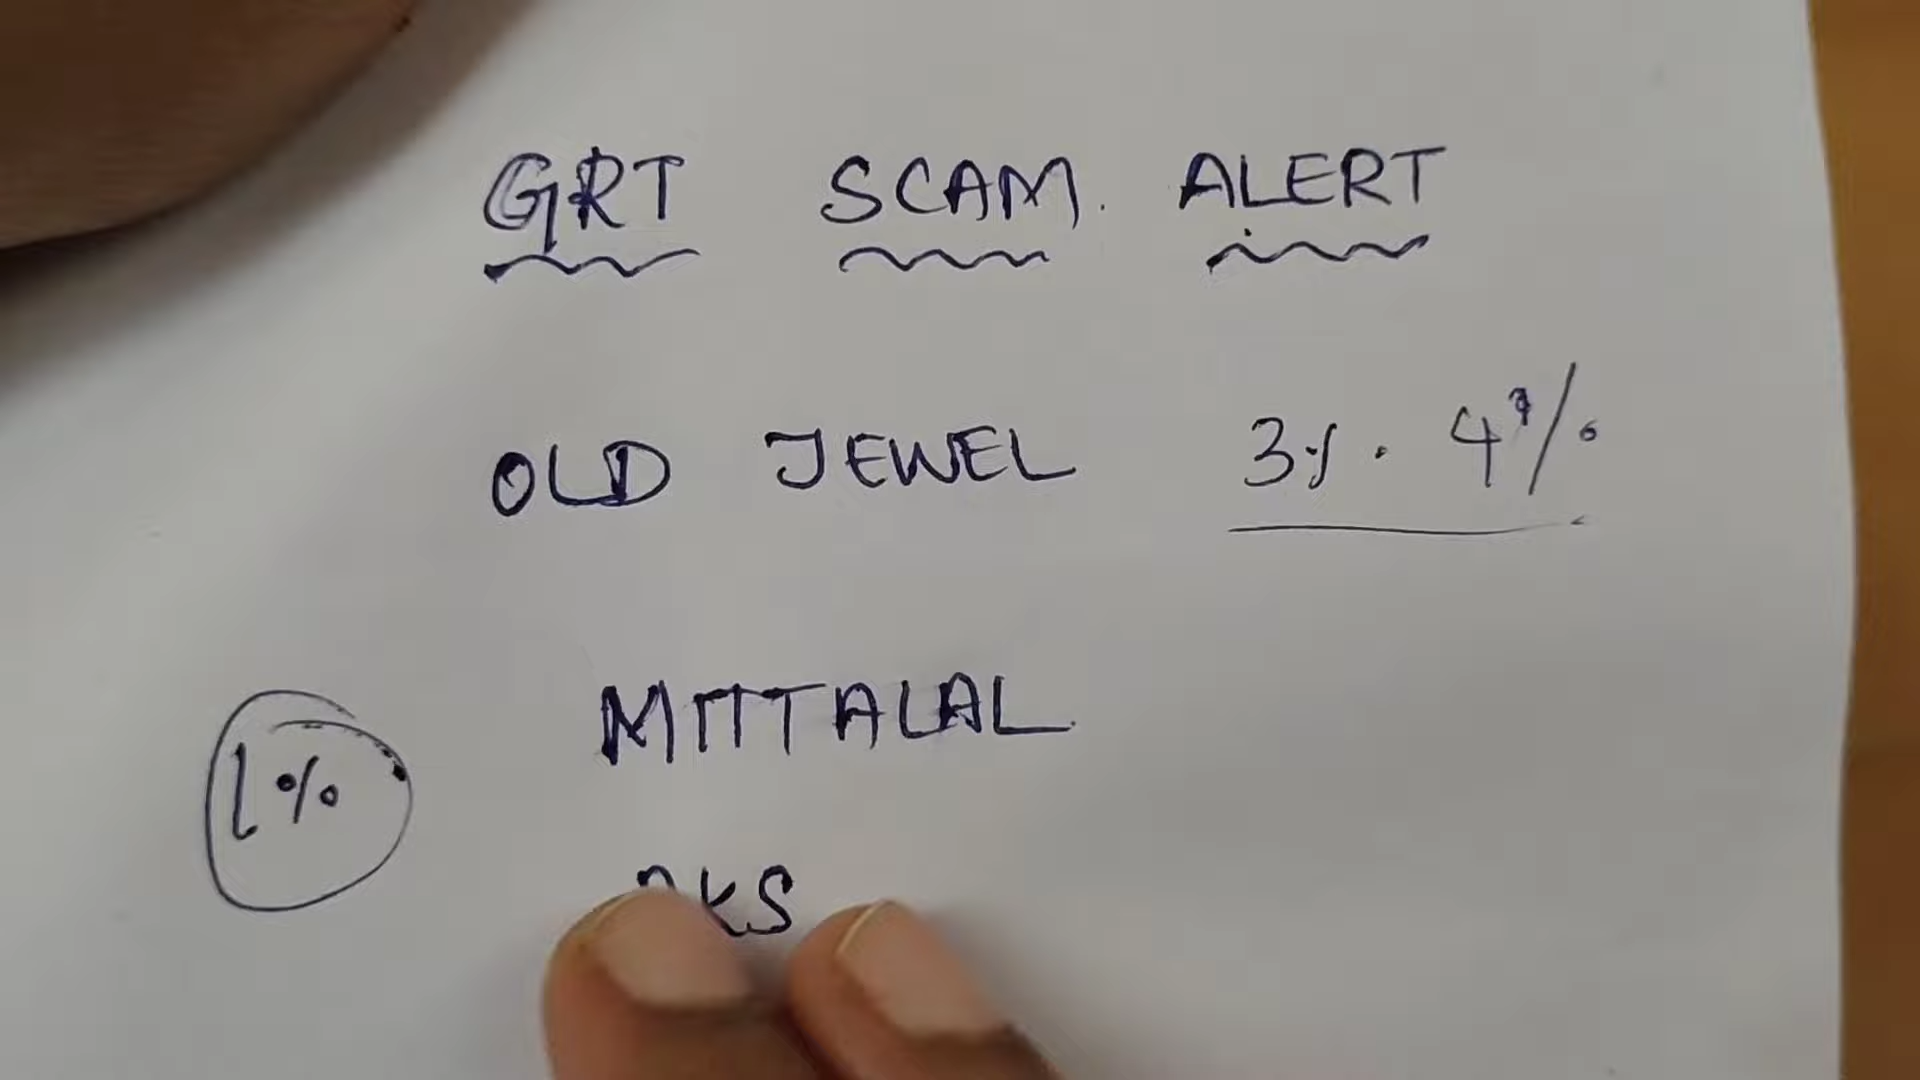 GRT SCAM. ALERT
OLD JEWEL 3%. 4%
MITTALAL
1%